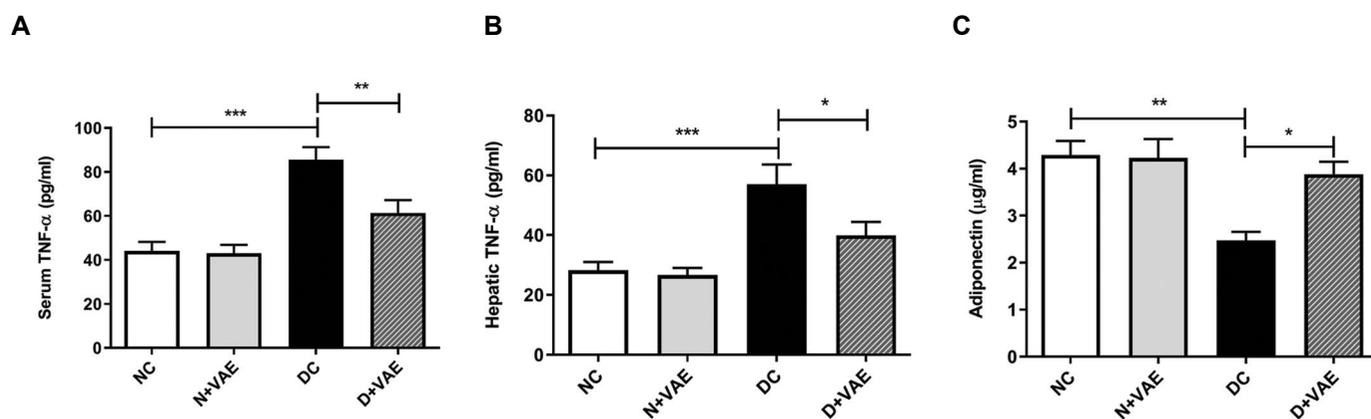 A
B
C
***
**
Serum TNF-α (pg/ml)
100
80
60
40
20
0
NC
N+VAE
DC
D+VAE
***
*
Hepatic TNF-α (pg/ml)
80
60
40
20
0
NC
N+VAE
DC
D+VAE
**
*
Adiponectin (μg/ml)
5
4
3
2
1
0
NC
N+VAE
DC
D+VAE